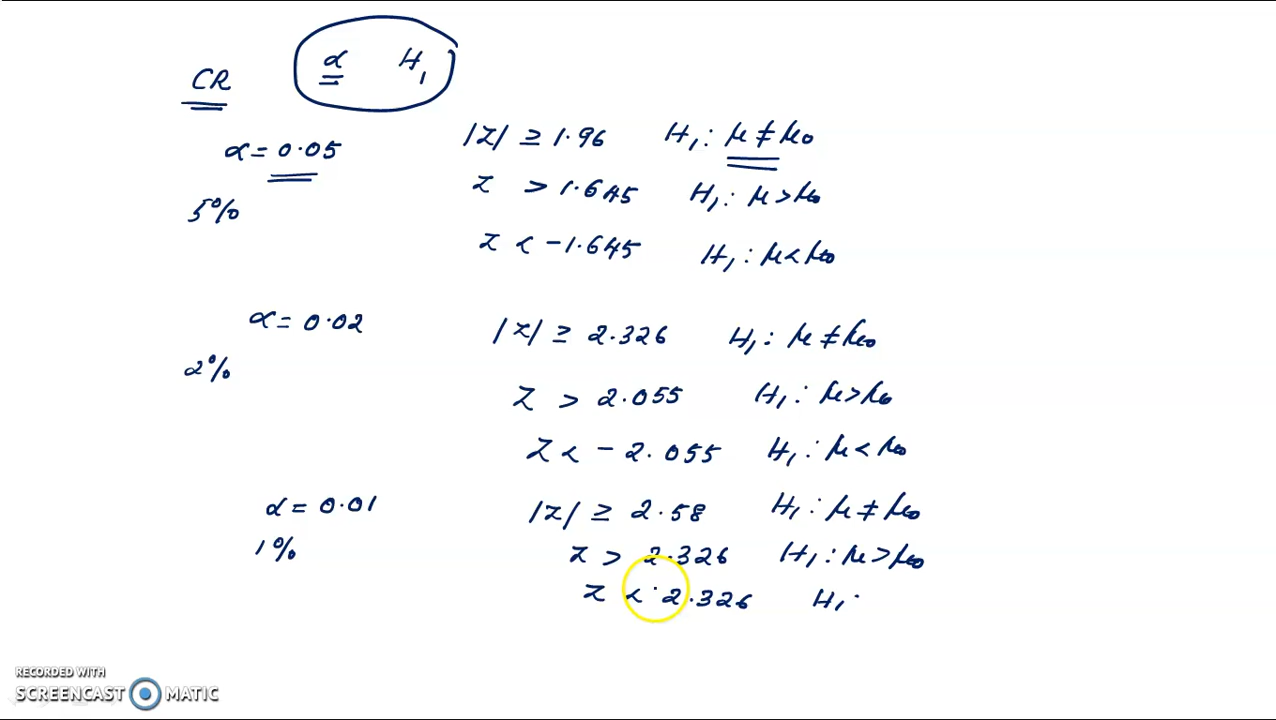 α H₁
CR
α = 0.05 |Z| ≥ 1.96 H₁: μ ≠ μ₀
5% Z > 1.645 H₁: μ > μ₀
Z < -1.645 H₁: μ < μ₀
α = 0.02 |Z| ≥ 2.326 H₁: μ ≠ μ₀
2% Z > 2.055 H₁: μ > μ₀
Z < - 2.055 H₁: μ < μ₀
α = 0.01 |Z| ≥ 2.58 H₁: μ ≠ μ₀
1% Z > 2.326 H₁: μ > μ₀
Z < · 2.326 H₁:
RECORDED WITH
SCREENCAST MATIC